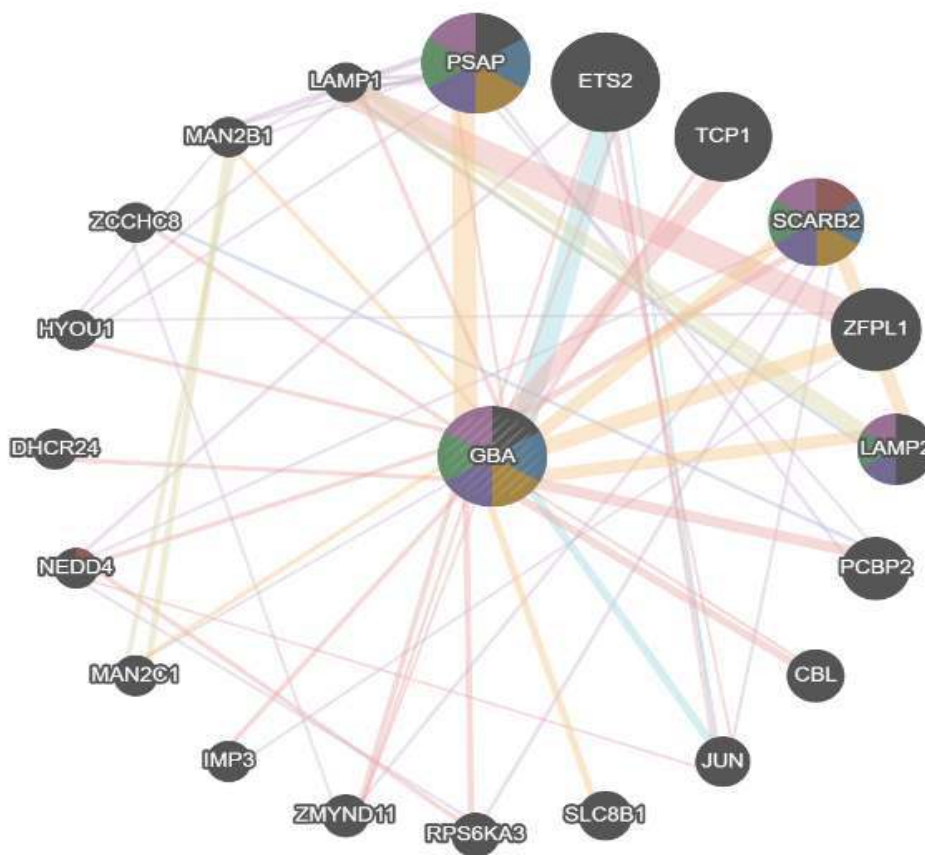 PSAP
ETS2
LAMP1
TCP1
MAN2B1
SCARB2
ZCCHC8
HYOU1
ZFPL1
GBA
DHCR24
LAMP2
NEDD4
PCBP2
MAN2C1
CBL
IMP3
JUN
ZMYND11
SLC8B1
RPS6KA3